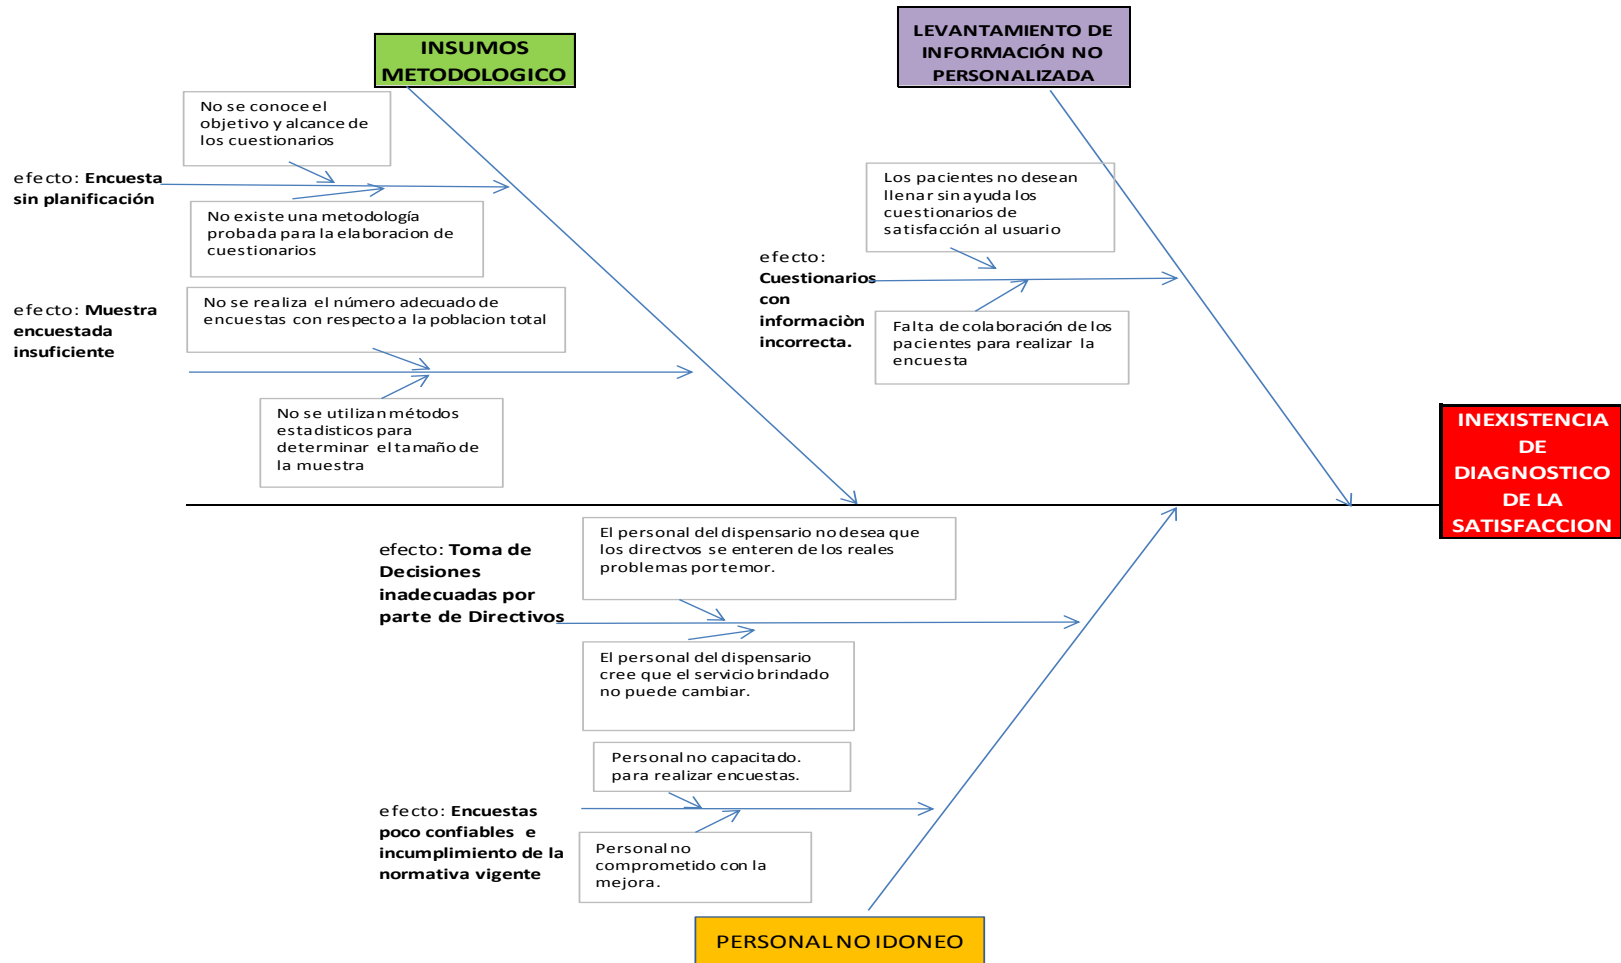 INSUMOS
METODOLOGICO
LEVANTAMIENTO DE
INFORMACIÓN NO
PERSONALIZADA
No se conoce el
objetivo y alcance de
los cuestionarios
efecto: Encuesta
sin planificación
No existe una metodología
probada para la elaboracion de
cuestionarios
Los pacientes no desean
llenar sin ayuda los
cuestionarios de
satisfacción al usuario
efecto:
Cuestionarios
con
informaciòn
incorrecta.
Falta de colaboración de los
pacientes para realizar la
encuesta
efecto: Muestra
encuestada
insuficiente
No se realiza el número adecuado de
encuestas con respecto a la poblacion total
No se utilizan métodos
estadisticos para
determinar el tamaño de
la muestra
INEXISTENCIA
DE
DIAGNOSTICO
DE LA
SATISFACCION
efecto: Toma de
Decisiones
inadecuadas por
parte de Directivos
El personal del dispensario no desea que
los directvos se enteren de los reales
problemas por temor.
El personal del dispensario
cree que el servicio brindado
no puede cambiar.
Personal no capacitado.
para realizar encuestas.
efecto: Encuestas
poco confiables e
incumplimiento de la
normativa vigente
Personal no
comprometido con la
mejora.
PERSONAL NO IDONEO